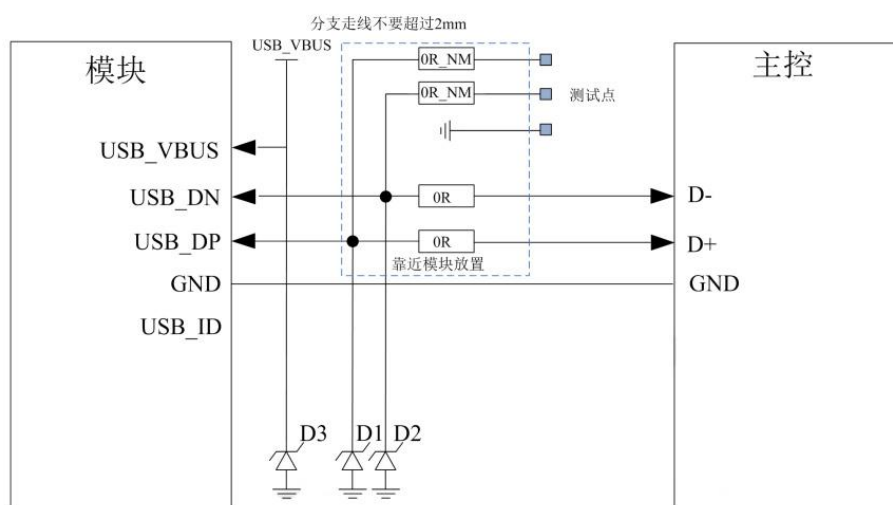 分支走线不要超过2mm
USB_VBUS
模块
主控
0R_NM
0R_NM
测试点
USB_VBUS
USB_DN
0R
D-
USB_DP
0R
D+
靠近模块放置
GND
GND
USB_ID
D3
D1
D2